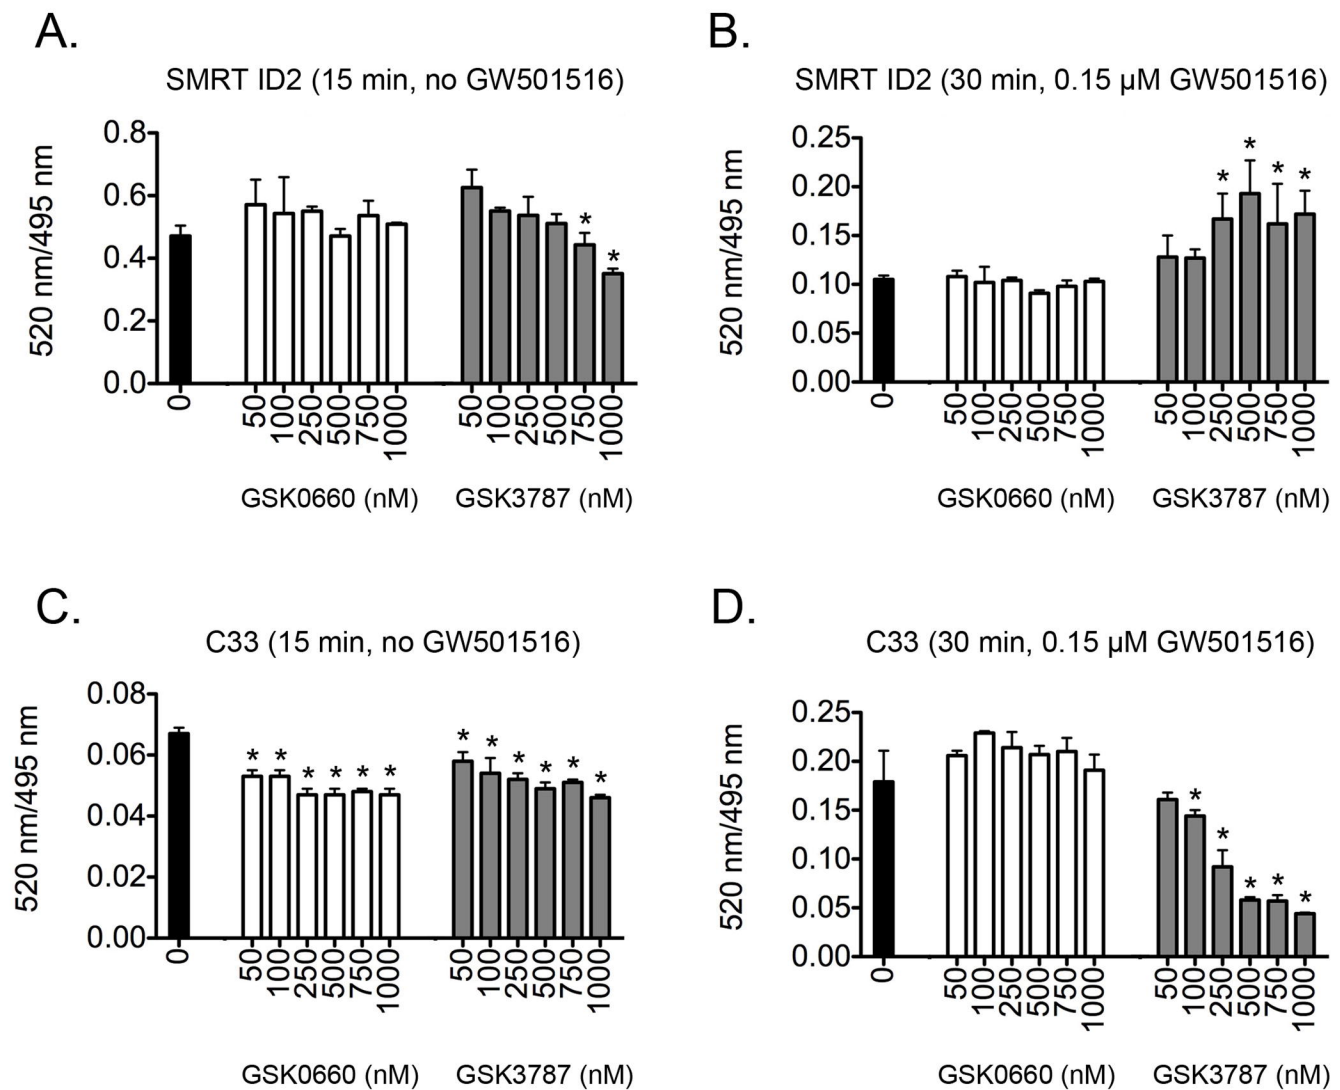 A.
SMRT ID2 (15 min, no GW501516)
520 nm/495 nm
0.8
0.6
0.4
0.2
0.0
* *
0 50 100 250 500 750 1000 50 100 250 500 750 1000
GSK0660 (nM) GSK3787 (nM)
B.
SMRT ID2 (30 min, 0.15 µM GW501516)
520 nm/495 nm
0.25
0.20
0.15
0.10
0.05
0.00
* * * *
0 50 100 250 500 750 1000 50 100 250 500 750 1000
GSK0660 (nM) GSK3787 (nM)
C.
C33 (15 min, no GW501516)
520 nm/495 nm
0.08
0.06
0.04
0.02
0.00
* * * * * * * * * * * *
0 50 100 250 500 750 1000 50 100 250 500 750 1000
GSK0660 (nM) GSK3787 (nM)
D.
C33 (30 min, 0.15 µM GW501516)
520 nm/495 nm
0.25
0.20
0.15
0.10
0.05
0.00
* * * * *
0 50 100 250 500 750 1000 50 100 250 500 750 1000
GSK0660 (nM) GSK3787 (nM)